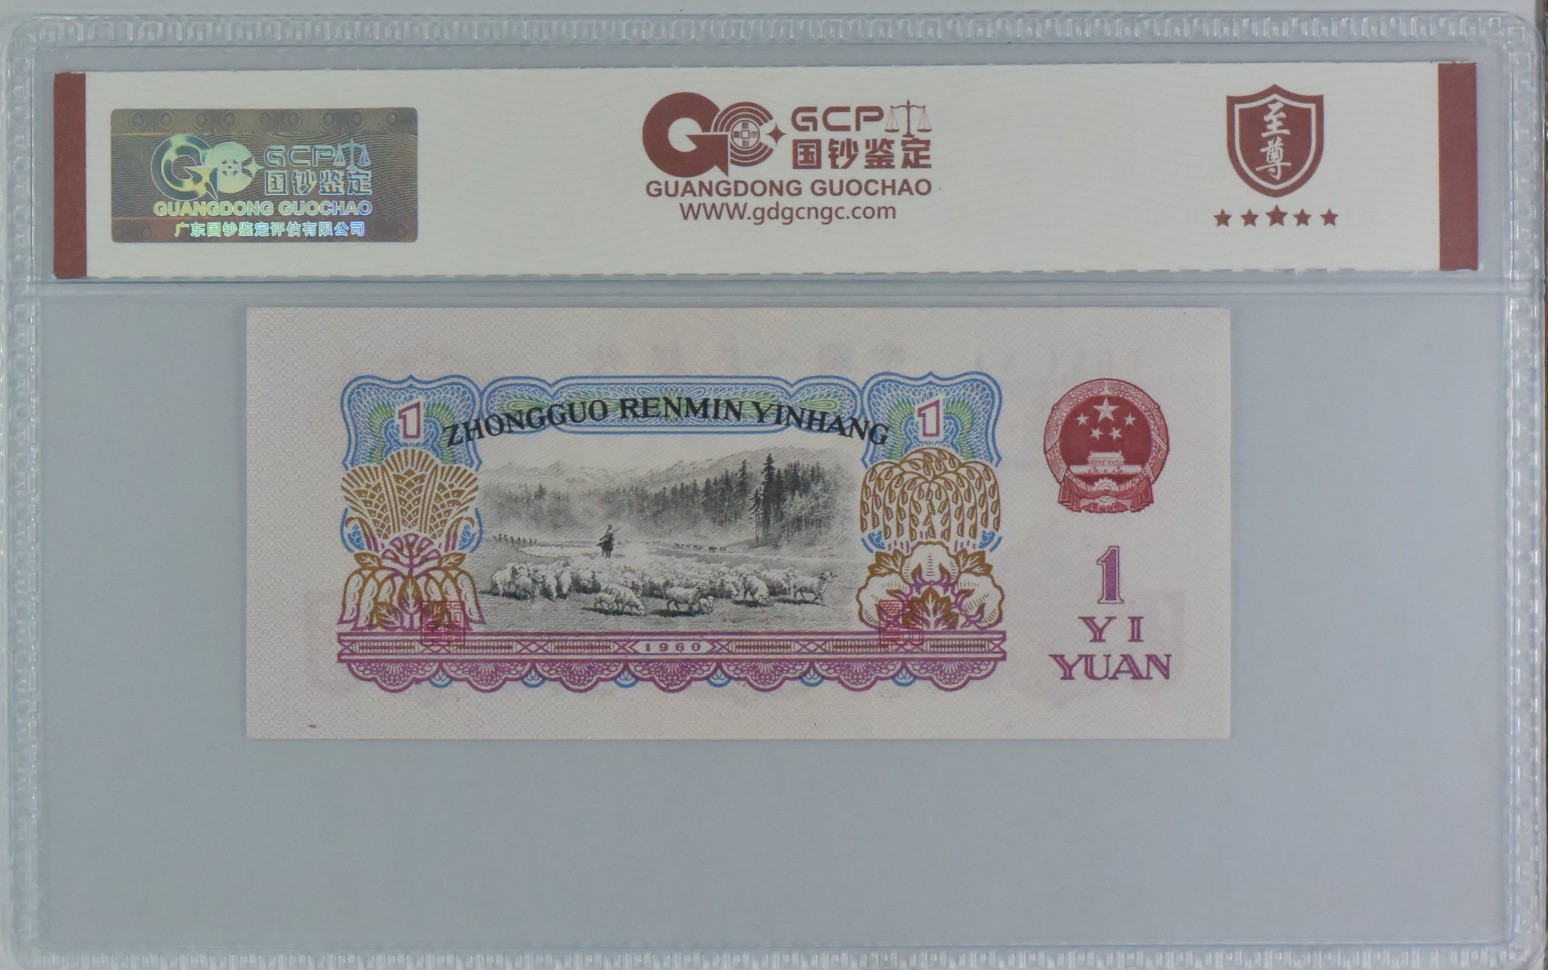 GCP
国钞鉴定
GUANGDONG GUOCHAO
广东国钞鉴定评估有限公司
GCP
国钞鉴定
GUANGDONG GUOCHAO
WWW.gdgcngc.com
至尊
1 ZHONGGUO RENMIN YINHANG 1
1960
1
YI
YUAN